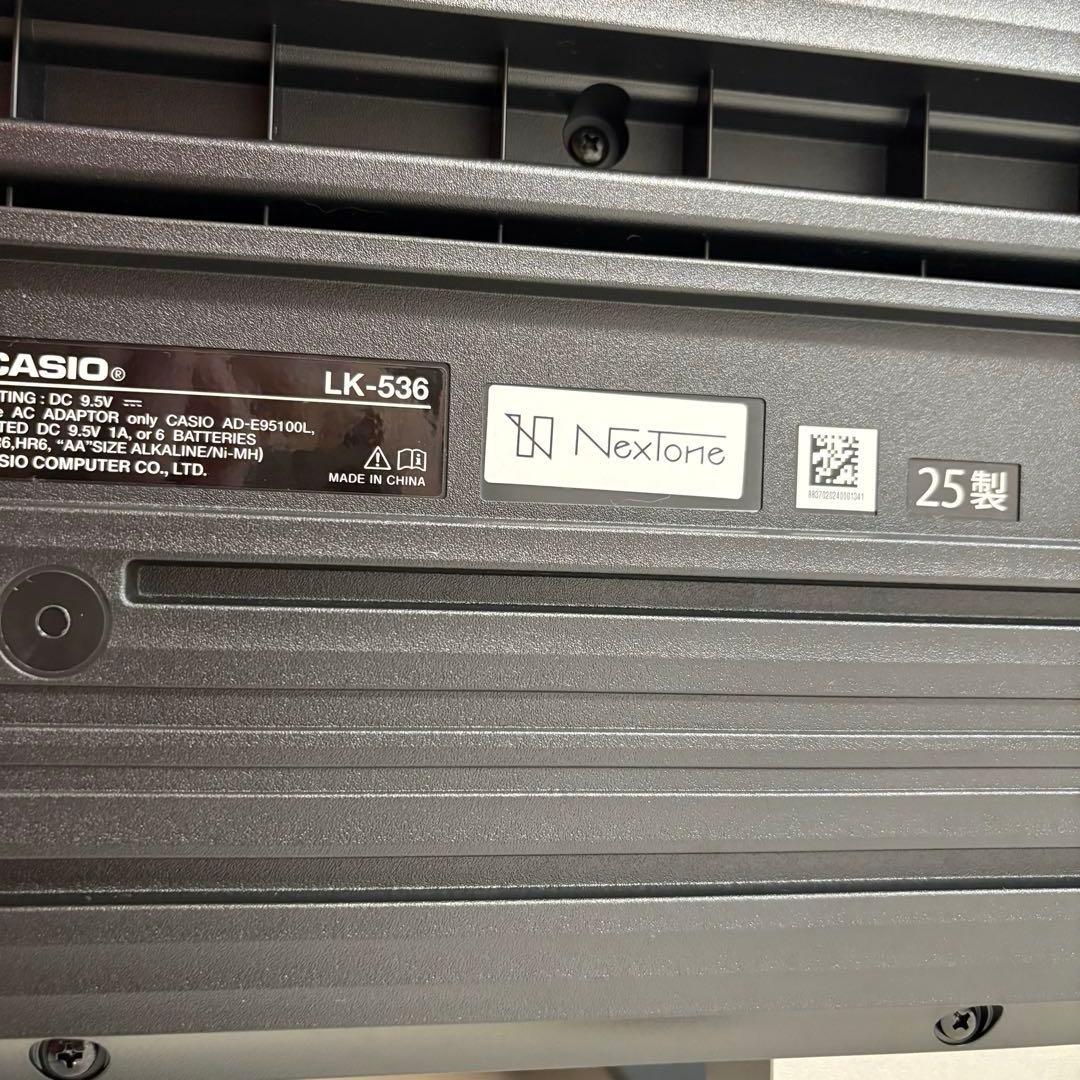 CASIO®
LK-536
TING : DC 9.5V ⎓
e AC ADAPTOR only CASIO AD-E95100L,
TED DC 9.5V 1A, or 6 BATTERIES
R6.HR6, "AA"SIZE ALKALINE/Ni-MH)
SIO COMPUTER CO., LTD.
MADE IN CHINA
NexTone
25製